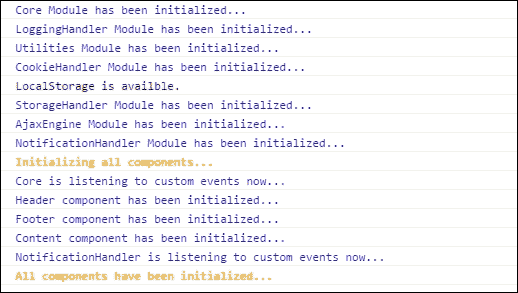 Core Module has been initialized...
LoggingHandler Module has been initialized...
Utilities Module has been initialized...
CookieHandler Module has been initialized...
LocalStorage is availble.
StorageHandler Module has been initialized...
AjaxEngine Module has been initialized...
NotificationHandler Module has been initialized...
Initializing all components...
Core is listening to custom events now...
Header component has been initialized...
Footer component has been initialized...
Content component has been initialized...
NotificationHandler is listening to custom events now...
All components have been initialized...